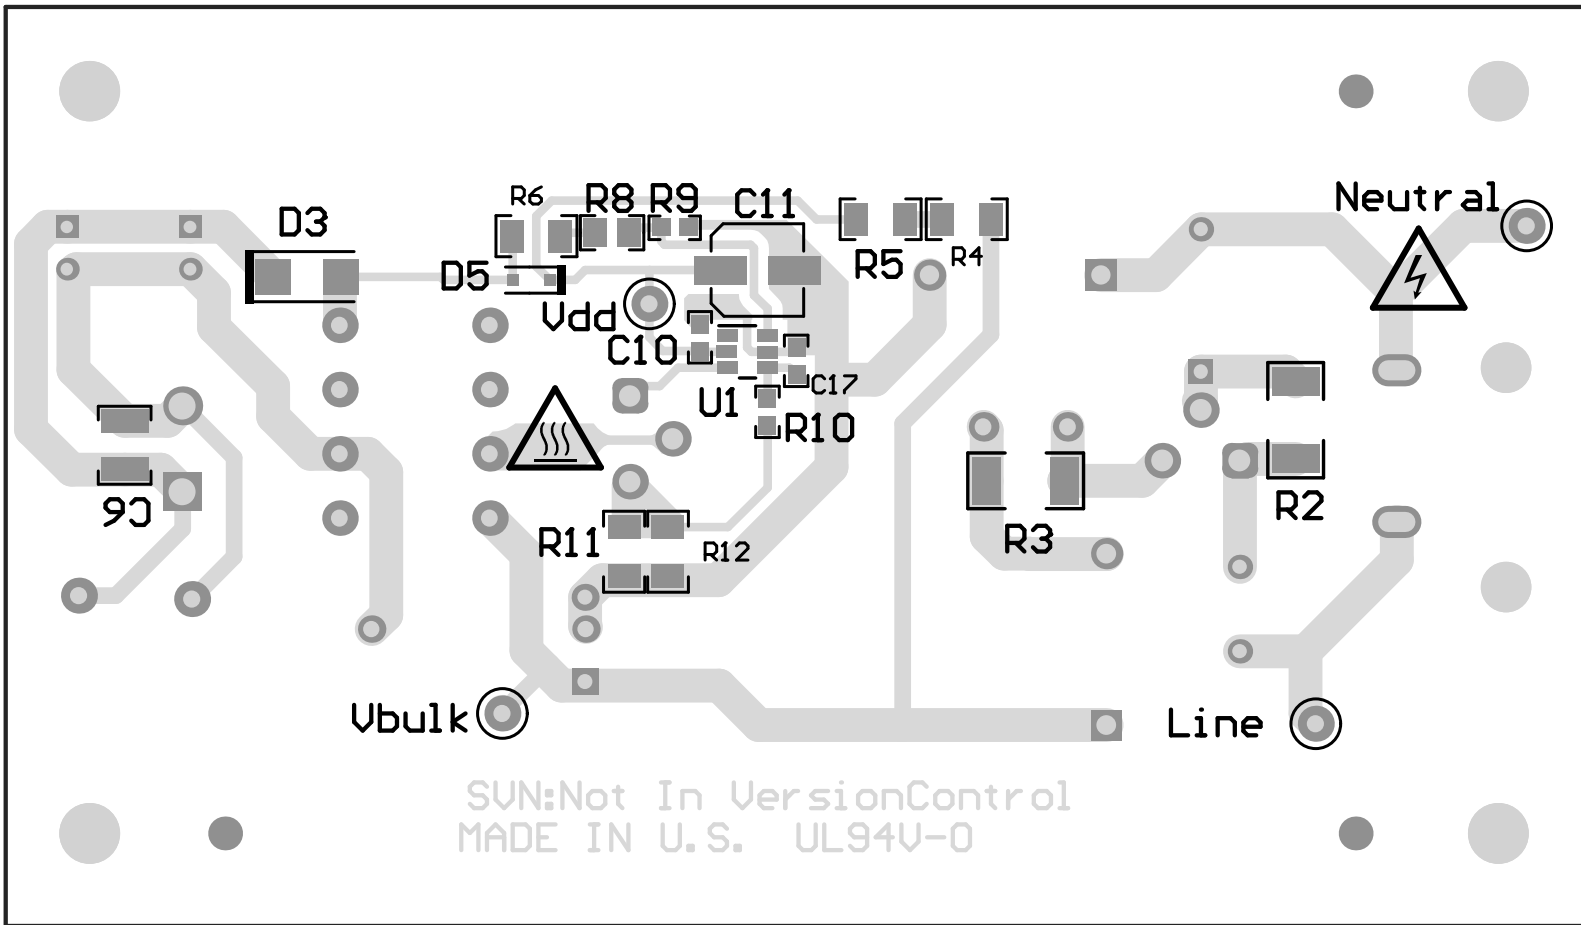 Neutral
R6
R8
R9
C11
D3
R5
R4
D5
Vdd
C10
C17
U1
R10
C6
R2
R11
R12
R3
Vbulk
Line
SVN:Not In VersionControl
MADE IN U.S. UL94V-0